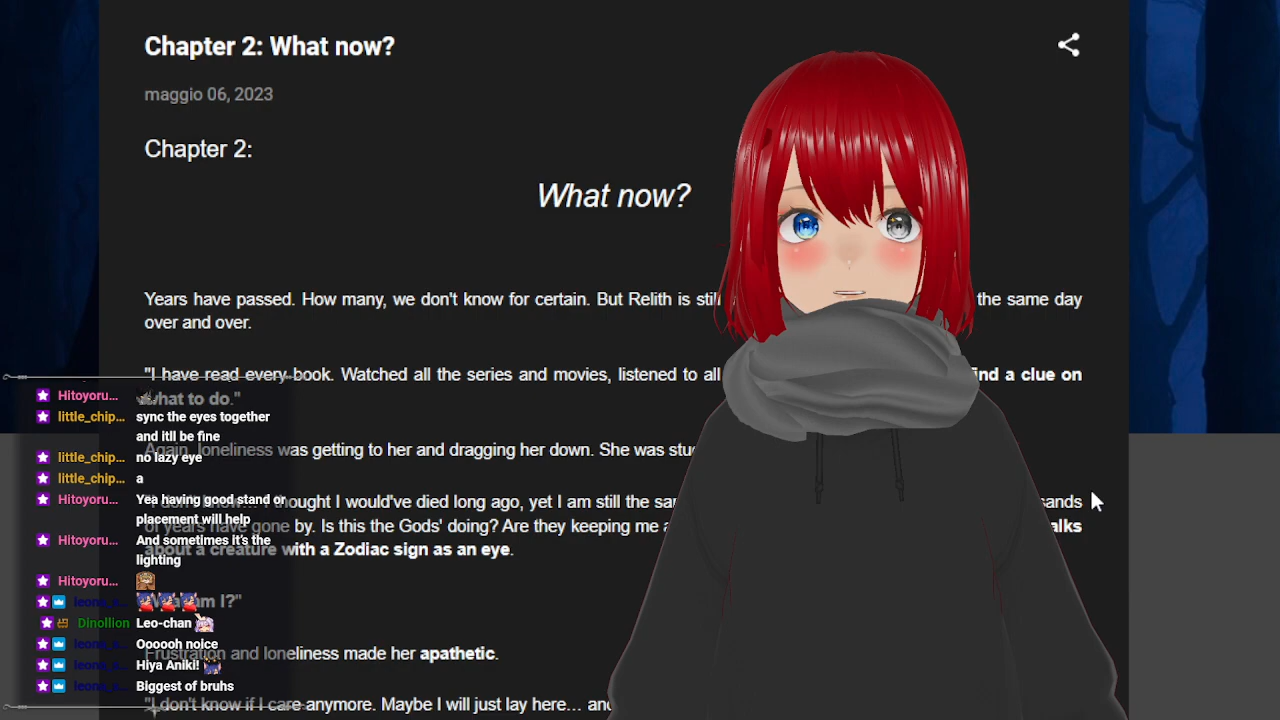 Chapter 2: What now?
maggio 06, 2023
Chapter 2:
What now?
Years have passed. How many, we don't know for certain. But Relith is still the same day
over and over.
"I have read every book. Watched all the series and movies, listened to all find a clue on
what to do."
Again, loneliness was getting to her and dragging her down. She was
thought I would've died long ago, yet I am still the
of years have gone by. Is this the Gods' doing? Are they keeping me
about a creature with a Zodiac sign as an eye.
am I?"
Frustration and loneliness made her apathetic.
"I don't know if I care anymore. Maybe I will just lay here... and
Hitoyoru...
little_chip... sync the eyes together
and itll be fine
little_chip... no lazy eye
little_chip... a
Hitoyoru... Yea having good stand or
placement will help
Hitoyoru... And sometimes it's the
lighting
Hitoyoru...
Dinollion Leo-chan
Oooooh noice
Hiya Aniki!
Biggest of bruhs